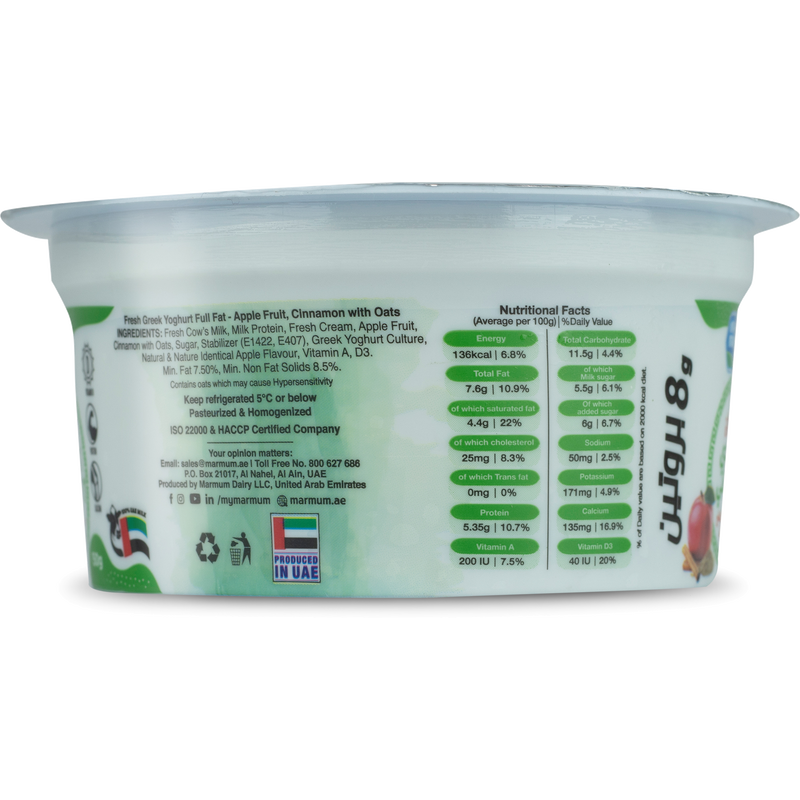 Fresh Greek Yoghurt Full Fat - Apple Fruit, Cinnamon with Oats
INGREDIENTS: Fresh Cow's Milk, Milk Protein, Fresh Cream, Apple Fruit,
Cinnamon with Oats, Sugar, Stabilizer (E1422, E407), Greek Yoghurt Culture,
Natural & Nature Identical Apple Flavour, Vitamin A, D3.
Min. Fat 7.50%, Min. Non Fat Solids 8.5%.
Contains oats which may cause Hypersensitivity
Keep refrigerated 5°C or below
Pasteurized & Homogenized
ISO 22000 & HACCP Certified Company
Your opinion matters:
Email: sales@marmum.ae I Toll Free No. 800 627 686
P.O. Box 21017, Al Nahel, Al Ain, UAE
Produced by Marmum Dairy LLC, United Arab Emirates
/mymarmum marmum.ae
PRODUCED
IN UAE
Nutritional Facts
(Average per 100g) | %Daily Value
Energy
136kcal | 6.8%
Total Fat
7.6g | 10.9%
of which saturated fat
4.4g | 22%
of which cholesterol
25mg | 8.3%
of which Trans fat
0mg | 0%
Protein
5.35g | 10.7%
Vitamin A
200 IU | 7.5%
Total Carbohydrate
11.5g | 4.4%
of which
Milk sugar
5.5g | 6.1%
Of which
added sugar
6g | 6.7%
Sodium
50mg | 2.5%
Potassium
171mg | 4.9%
Calcium
135mg | 16.9%
Vitamin D3
40 IU | 20%
% of Daily value are based on 2000 kcal diet.
8g بروتين